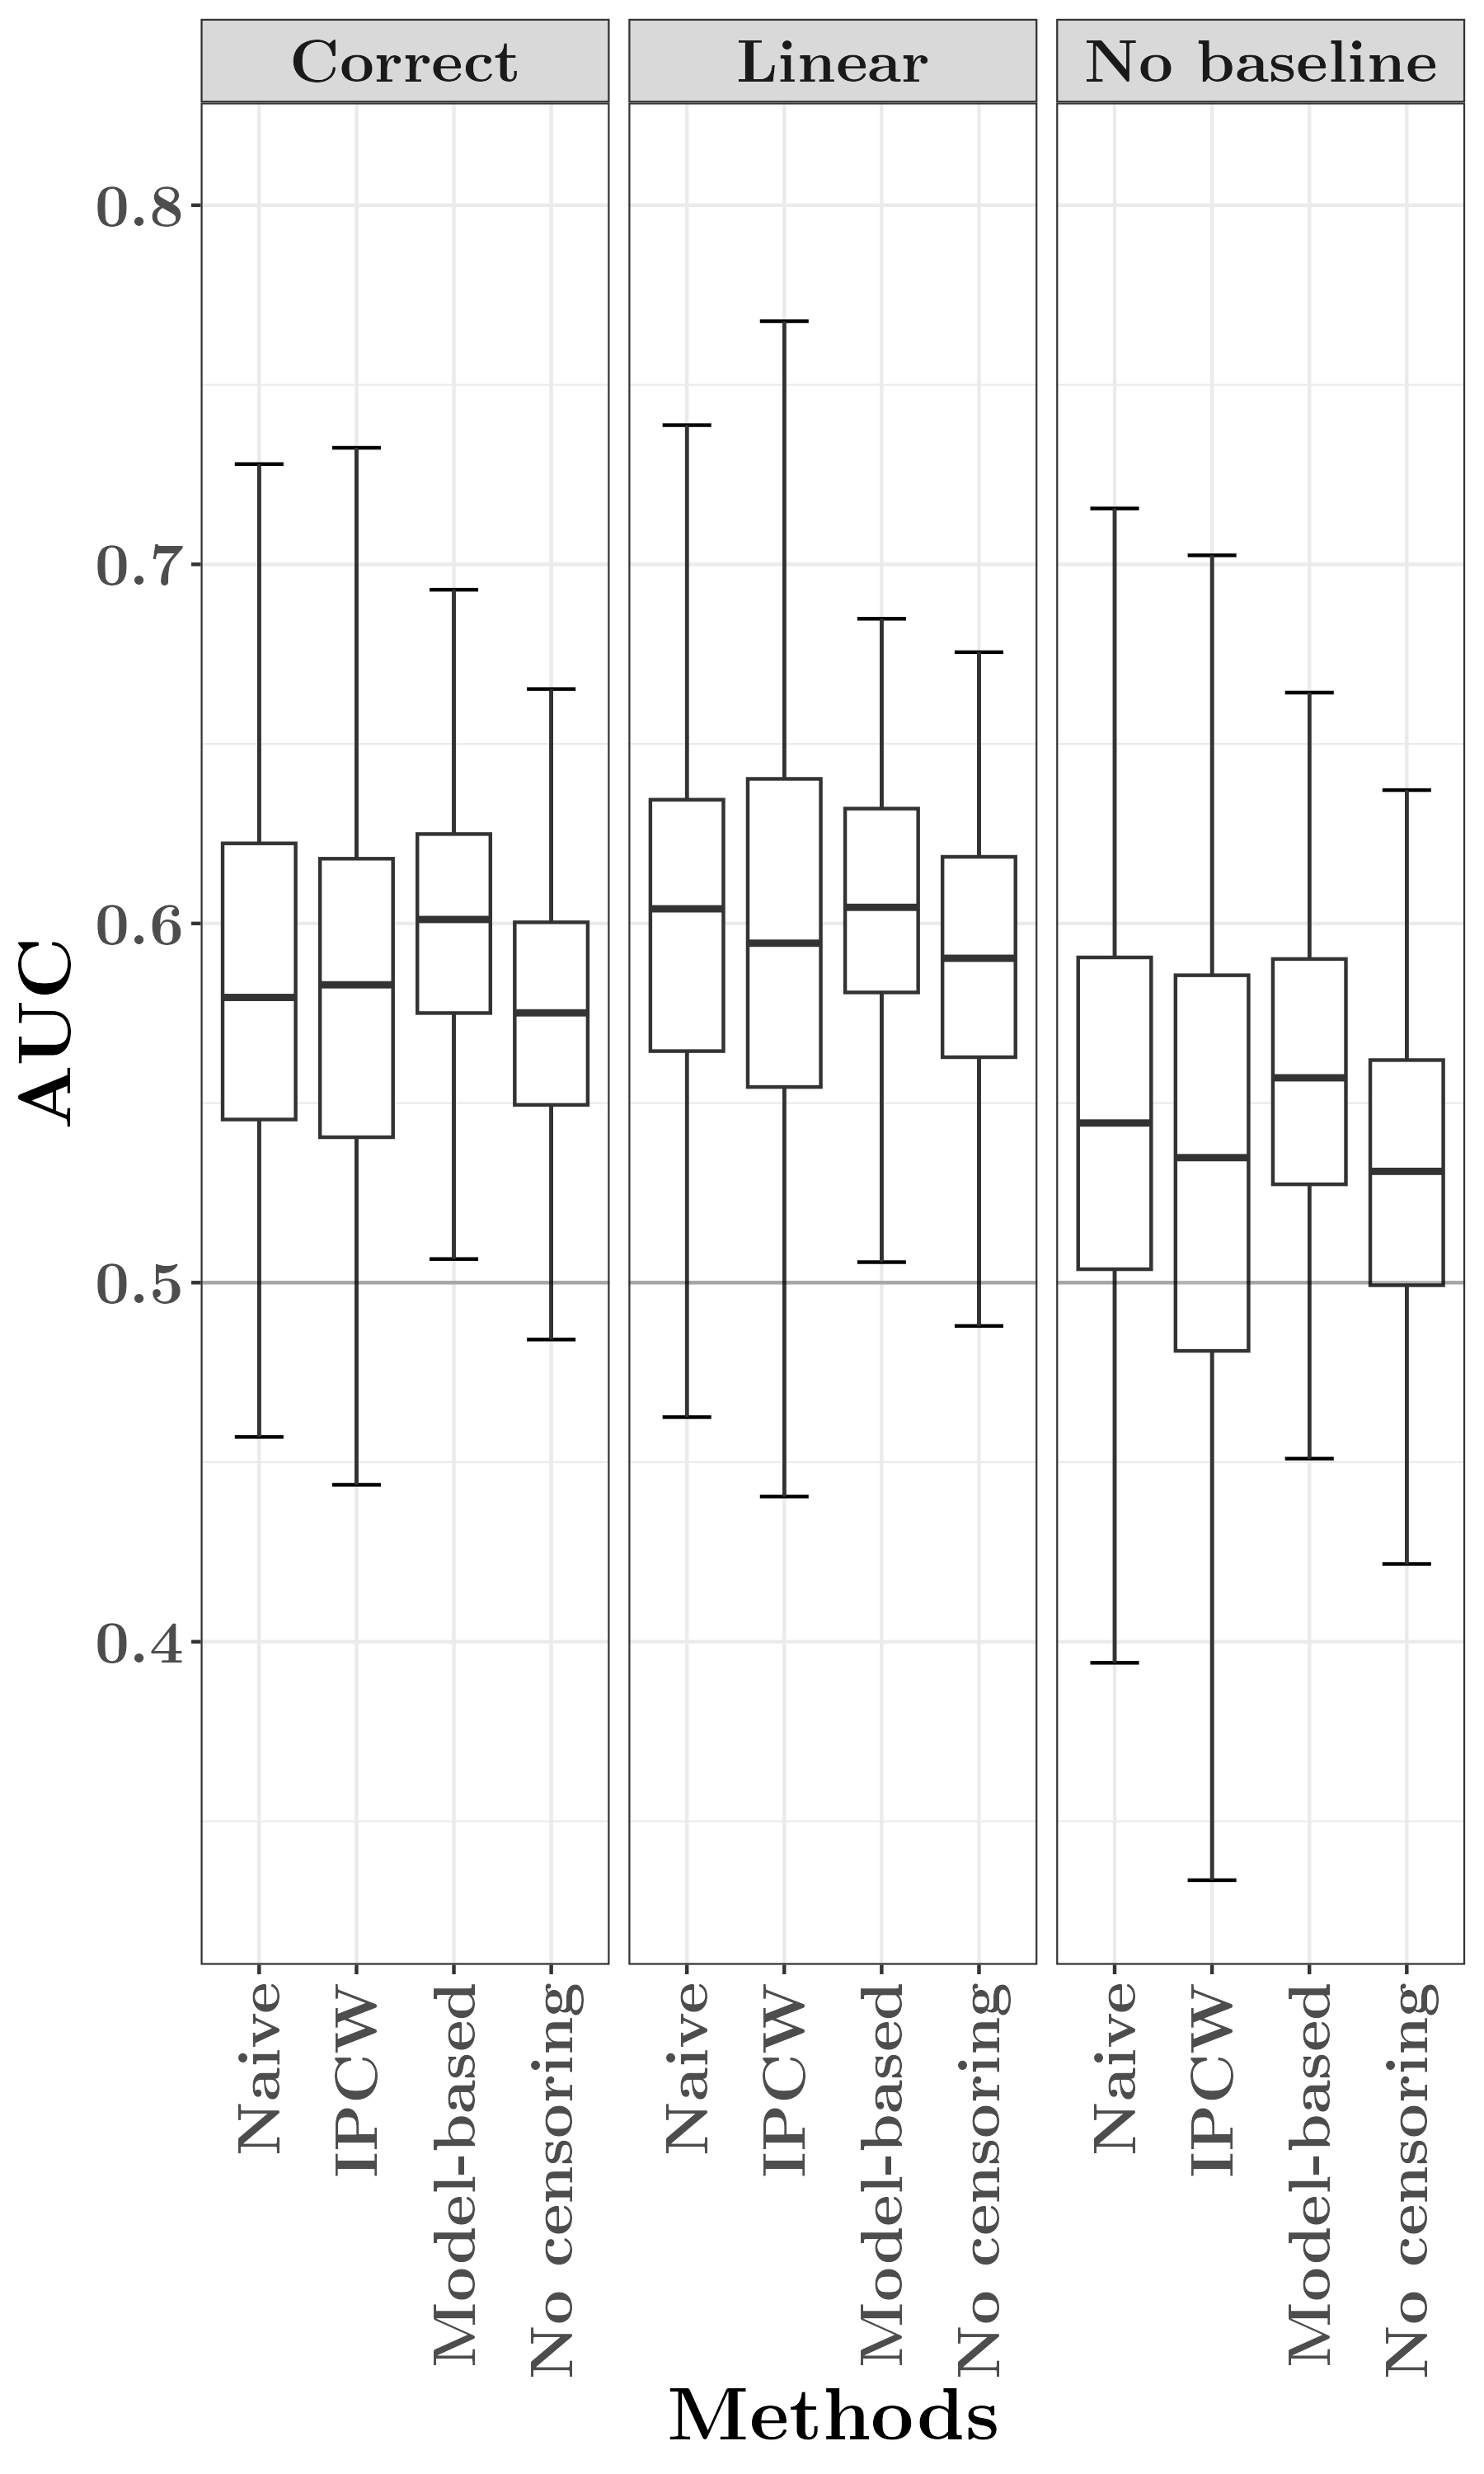 Correct
Linear
No baseline
AUC
0.8
0.7
0.6
0.5
0.4
Naive
IPCW
Model-based
No censoring
Naive
IPCW
Model-based
No censoring
Naive
IPCW
Model-based
No censoring
Methods